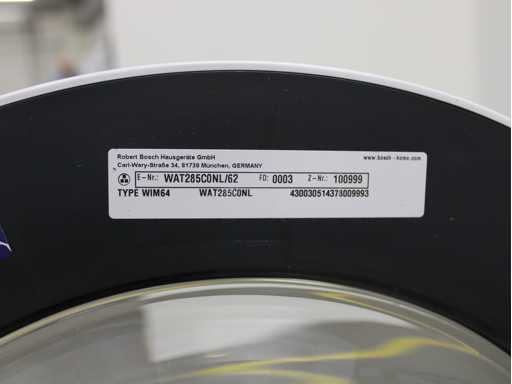 Robert Bosch Hausgeräte GmbH
Carl-Wery-Straße 34, 81739 München, GERMANY
www.bosch-home.com
E-Nr.: WAT285C0NL/62 FD: 0003 Z-Nr.: 100999
TYPE WIM64 WAT285C0NL 430030514378009993